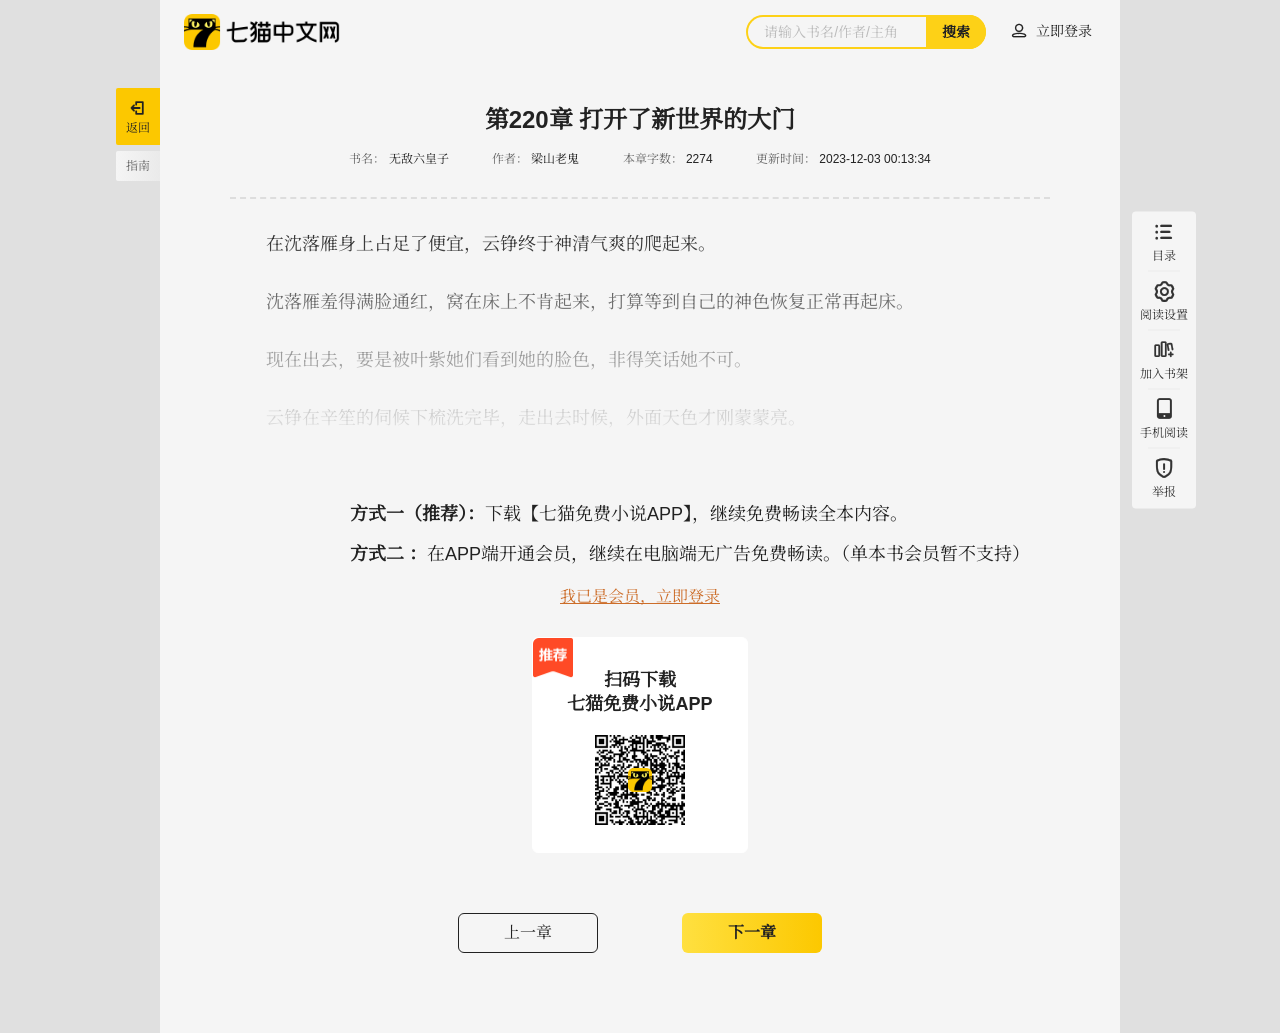 七猫中文网
请输入书名/作者/主角
搜索
立即登录
返回
指南
第220章 打开了新世界的大门
书名： 无敌六皇子 作者： 梁山老鬼 本章字数： 2274 更新时间： 2023-12-03 00:13:34
在沈落雁身上占足了便宜，云铮终于神清气爽的爬起来。
沈落雁羞得满脸通红，窝在床上不肯起来，打算等到自己的神色恢复正常再起床。
现在出去，要是被叶紫她们看到她的脸色，非得笑话她不可。
云铮在辛笙的伺候下梳洗完毕，走出去时候，外面天色才刚蒙蒙亮。
目录
阅读设置
加入书架
手机阅读
举报
方式一（推荐）：下载【七猫免费小说APP】，继续免费畅读全本内容。
方式二 ：在APP端开通会员，继续在电脑端无广告免费畅读。（单本书会员暂不支持）
我已是会员，立即登录
推荐
扫码下载
七猫免费小说APP
上一章
下一章